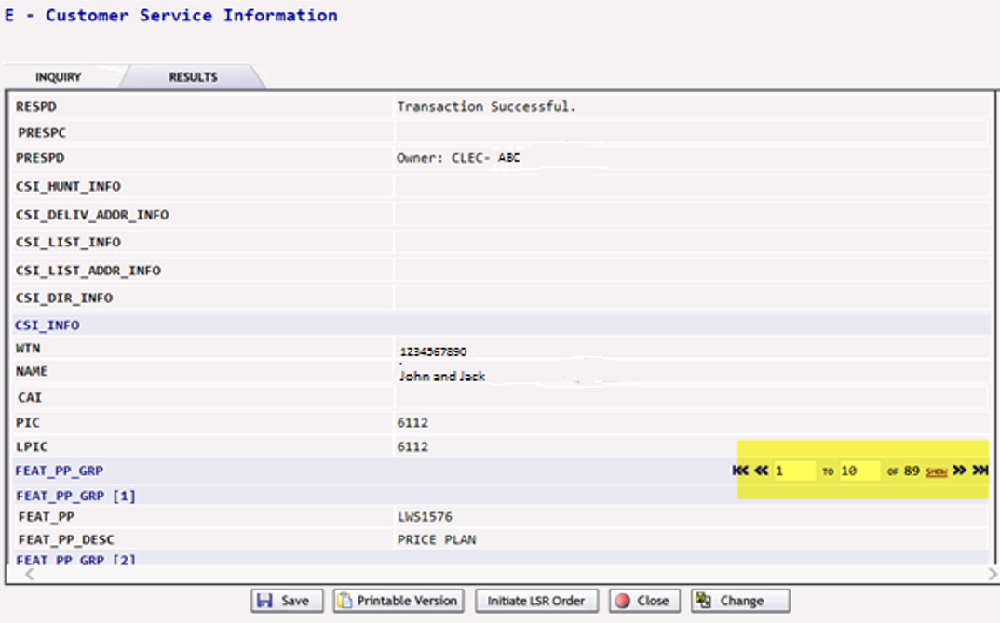 E - Customer Service Information
INQUIRY RESULTS
RESPD Transaction Successful.
PRESPC
PRESPD Owner: CLEC- ABC
CSI_HUNT_INFO
CSI_DELIV_ADDR_INFO
CSI_LIST_INFO
CSI_LIST_ADDR_INFO
CSI_DIR_INFO
CSI_INFO
WTN 1234567890
NAME John and Jack
CAI
PIC 6112
LPIC 6112
FEAT_PP_GRP 1 TO 10 OF 89 SHOW
FEAT_PP_GRP [1]
FEAT_PP LWS1576
FEAT_PP_DESC PRICE PLAN
FEAT_PP_GRP [2]
Save Printable Version Initiate LSR Order Close Change